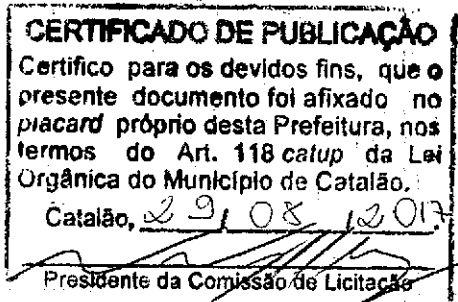 CERTIFICADO DE PUBLICAÇÃO
Certifico para os devidos fins, que o
presente documento foi afixado no
placard próprio desta Prefeitura, nos
termos do Art. 118 catup da Lei
Orgânica do Município de Catalão.
Catalão, 29 / 08 / 2017.
Presidente da Comissão de Licitação